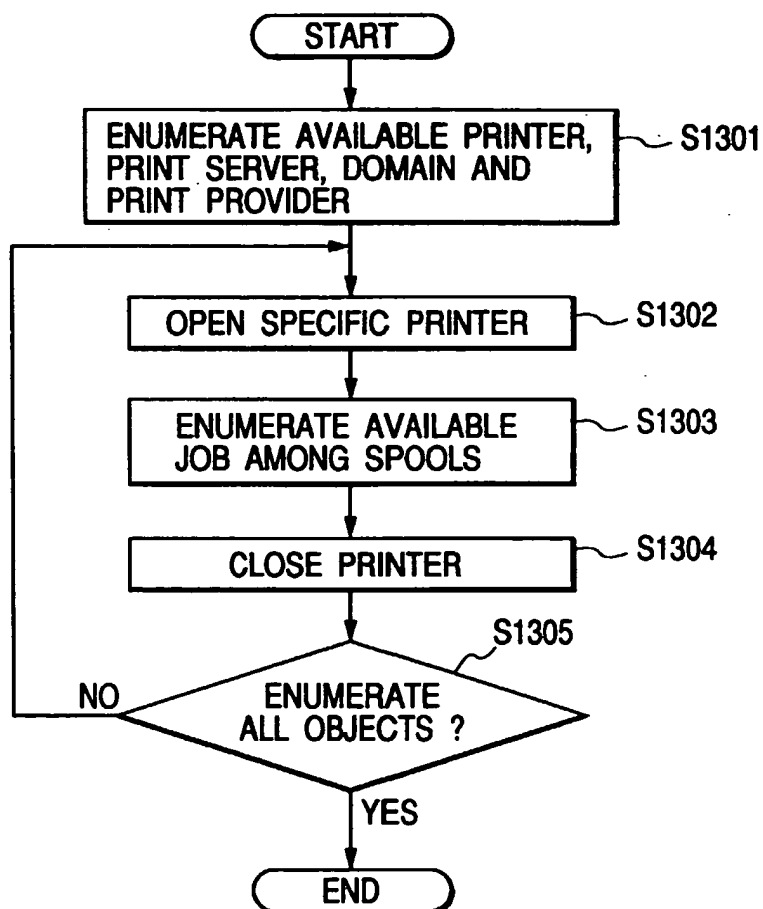 START
ENUMERATE AVAILABLE PRINTER,
PRINT SERVER, DOMAIN AND
PRINT PROVIDER
S1301
OPEN SPECIFIC PRINTER
S1302
ENUMERATE AVAILABLE
JOB AMONG SPOOLS
S1303
CLOSE PRINTER
S1304
S1305
ENUMERATE
ALL OBJECTS ?
NO
YES
END